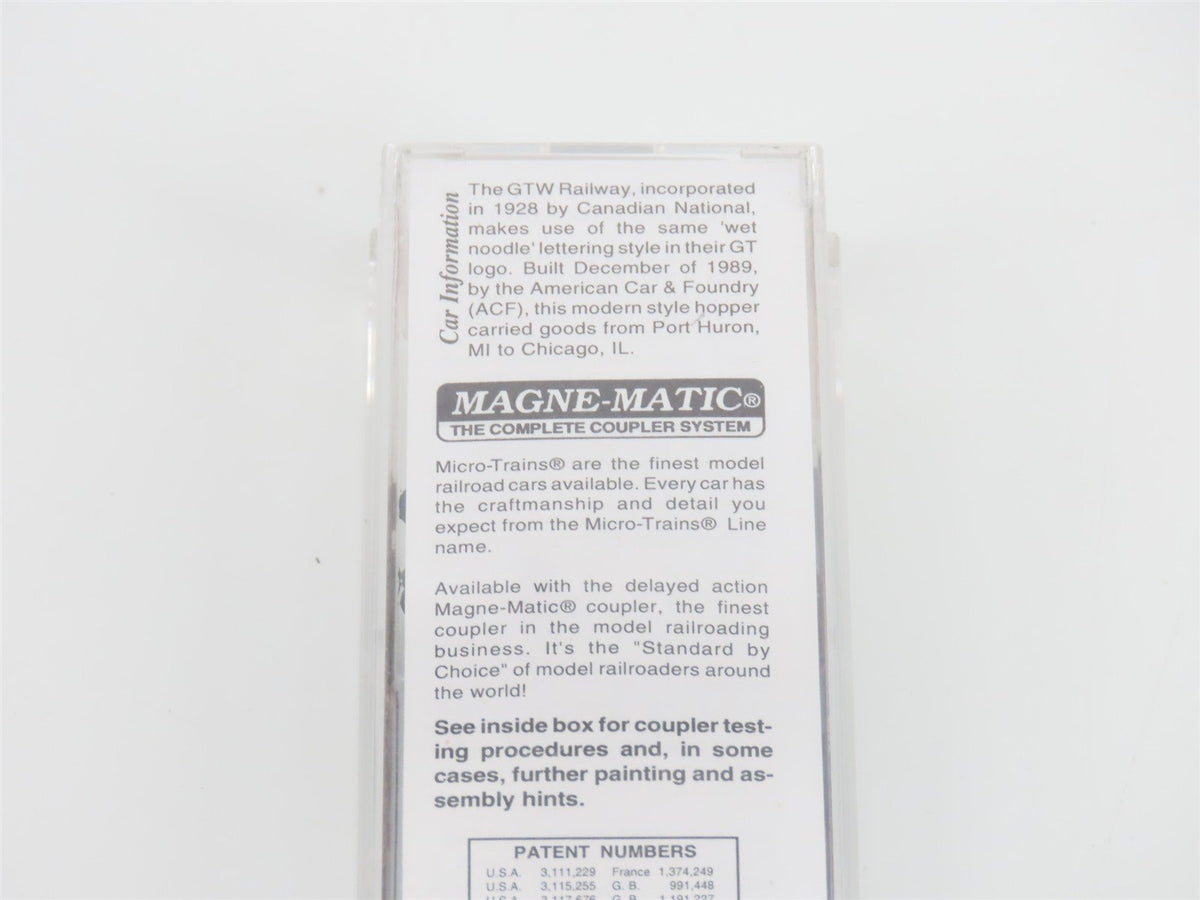 Car Information
The GTW Railway, incorporated
in 1928 by Canadian National,
makes use of the same 'wet
noodle' lettering style in their GT
logo. Built December of 1989,
by the American Car & Foundry
(ACF), this modern style hopper
carried goods from Port Huron,
MI to Chicago, IL.
MAGNE-MATIC®
THE COMPLETE COUPLER SYSTEM
Micro-Trains® are the finest model
railroad cars available. Every car has
the craftmanship and detail you
expect from the Micro-Trains® Line
name.
Available with the delayed action
Magne-Matic® coupler, the finest
coupler in the model railroading
business. It's the "Standard by
Choice" of model railroaders around
the world!
See inside box for coupler test-
ing procedures and, in some
cases, further painting and as-
sembly hints.
PATENT NUMBERS
U.S.A. 3,111,229 France 1,374,249
U.S.A. 3,115,255 G. B. 991,448
U.S.A. 3,117,676 G. B. 1,191,227